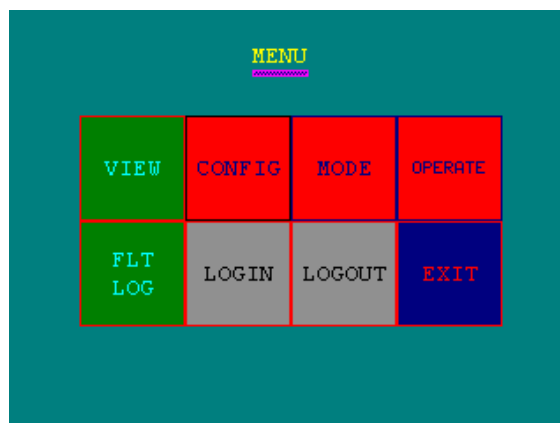 MENU
VIEW CONFIG MODE OPERATE
FLT
LOG
LOGIN LOGOUT EXIT